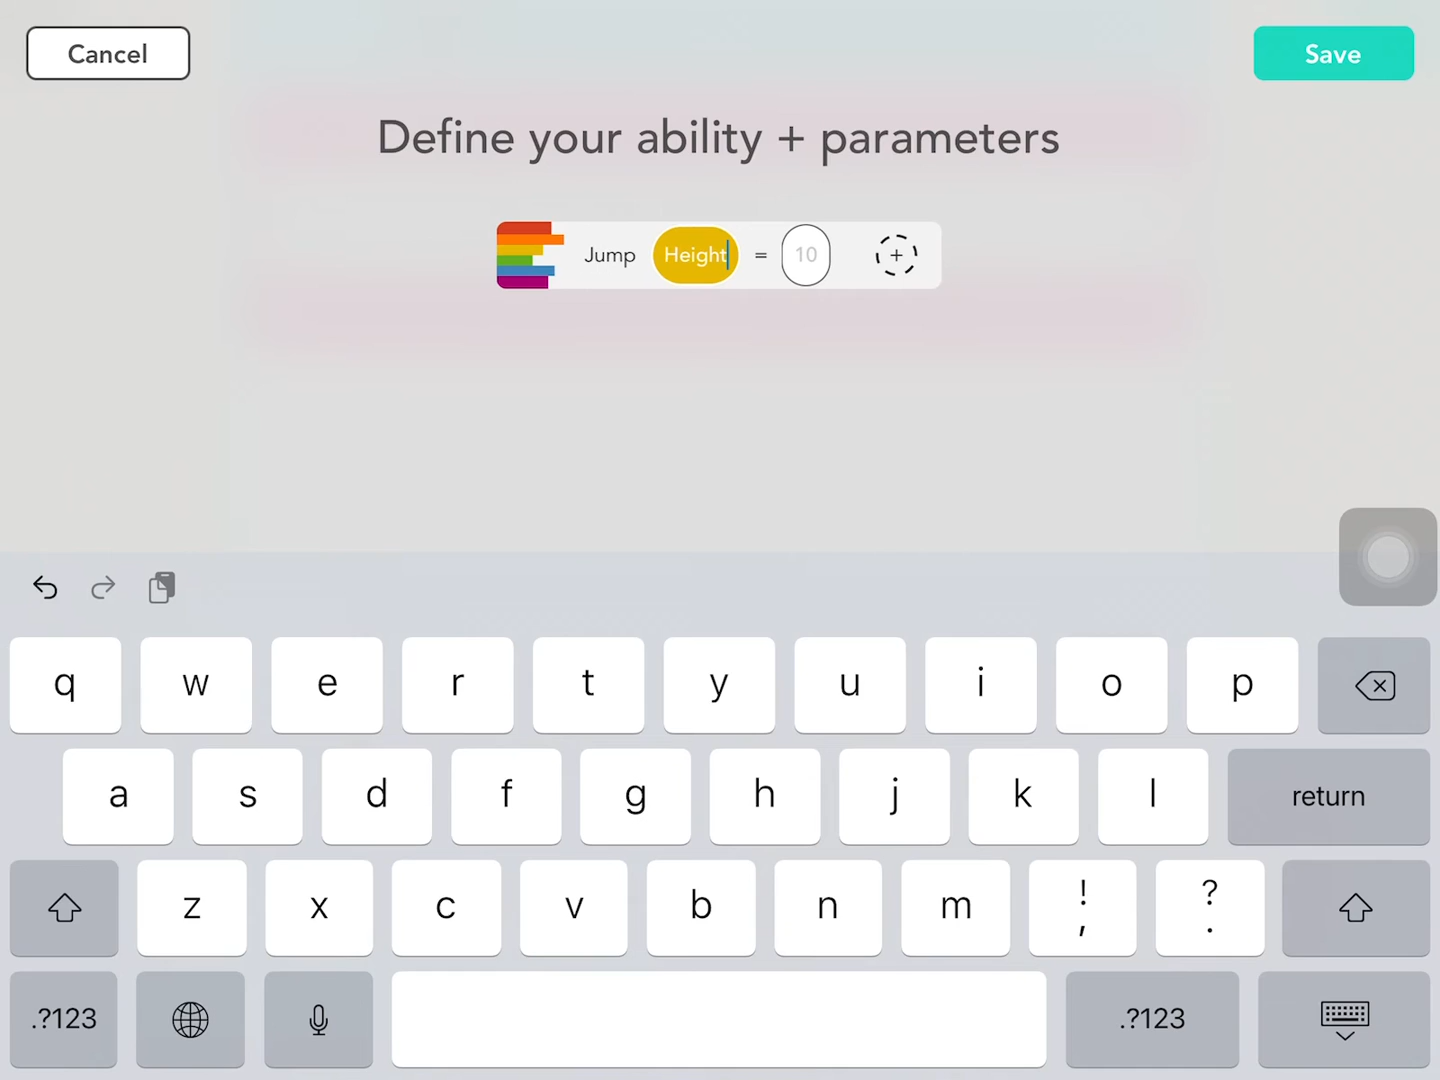 Cancel
Save
Define your ability + parameters
Jump Height = 10 +
q w e r t y u i o p
a s d f g h j k l return
z x c v b n m ! , ? .
.?123 .?123